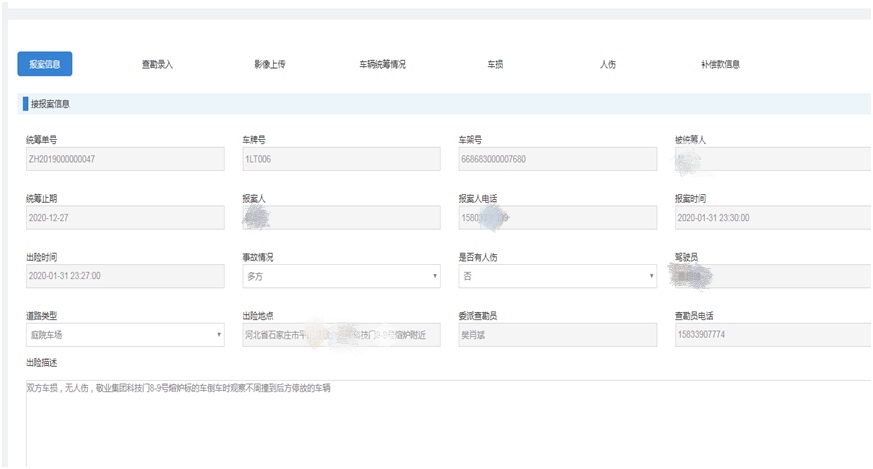 报案信息 查勘录入 影像上传 车辆统筹情况 车损 人伤 补偿款信息
接报案信息
统筹单号 车牌号 车架号 被统筹人
ZH2019000000047 1LT006 668683000007680
统筹止期 报案人 报案人电话 报案时间
2020-12-27 2020-01-31 23:30:00
出险时间 事故情况 是否有人伤 驾驶员
2020-01-31 23:27:00 多方 否
道路类型 出险地点 委派查勘员 查勘员电话
庭院车场 河北省石家庄市平 科技门8-9号熔炉附近 樊肖斌 15833907774
出险描述
双方车损，无人伤，敬业集团科技门8-9号熔炉标的车倒车时观察不周撞到后方停放的车辆